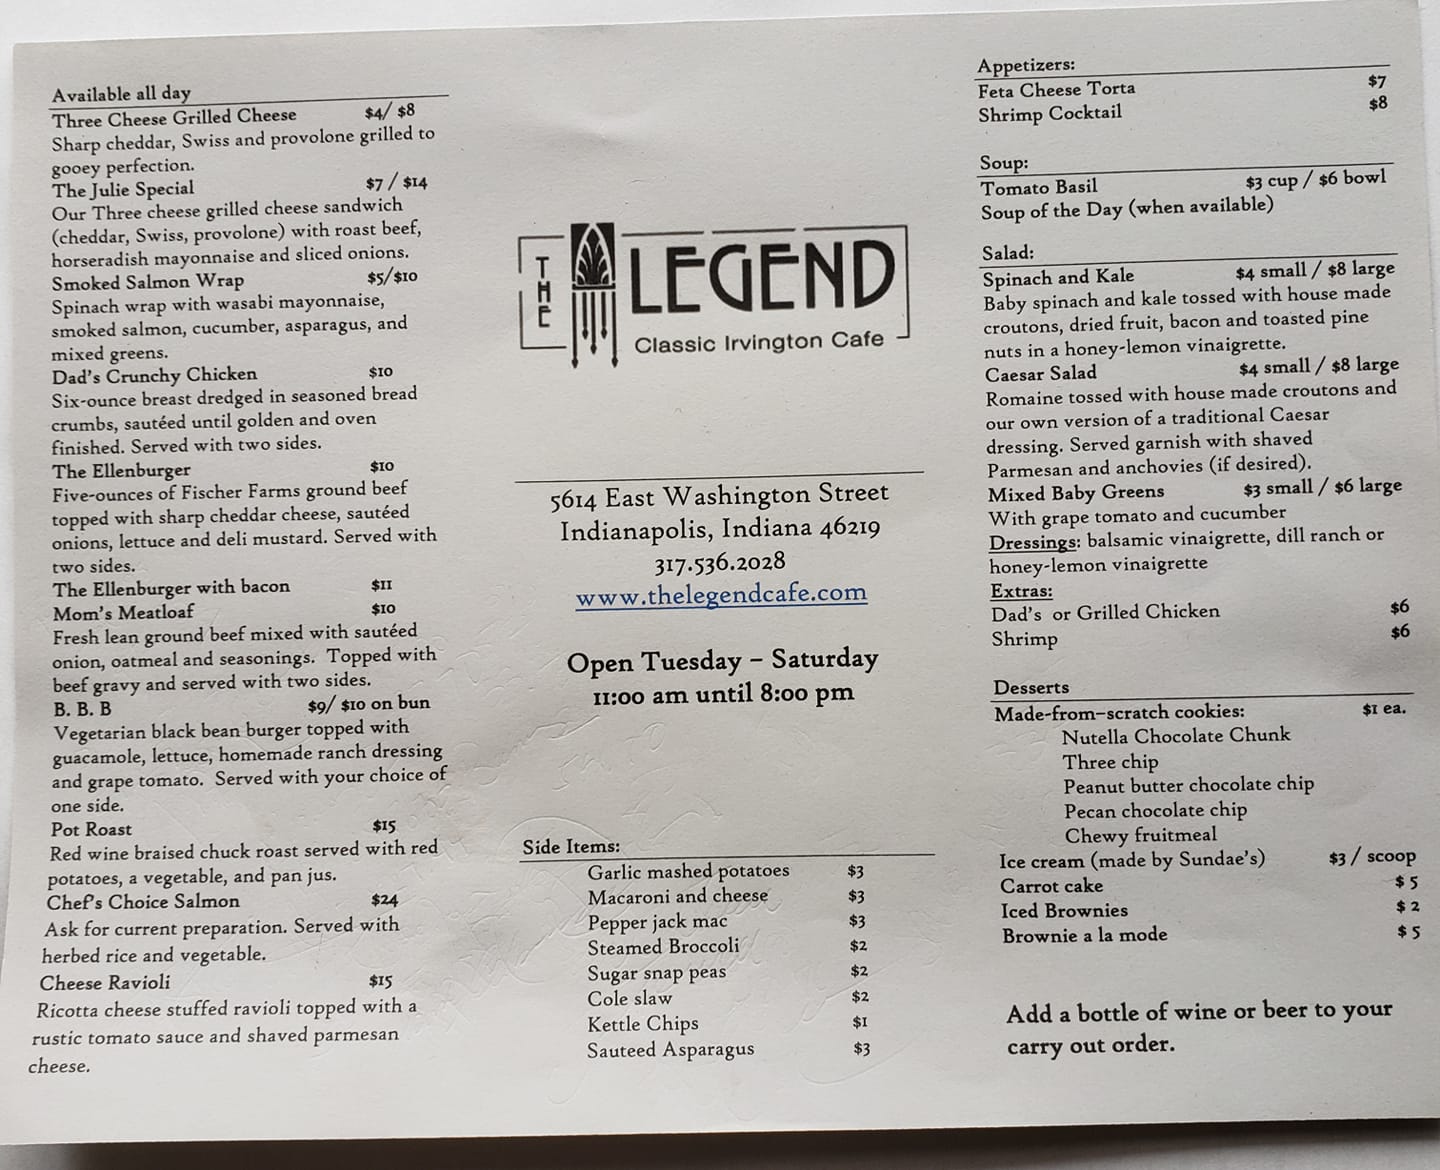 Available all day
Three Cheese Grilled Cheese $4/ $8
Sharp cheddar, Swiss and provolone grilled to
gooey perfection.
The Julie Special $7 / $14
Our Three cheese grilled cheese sandwich
(cheddar, Swiss, provolone) with roast beef,
horseradish mayonnaise and sliced onions.
Smoked Salmon Wrap $5/$10
Spinach wrap with wasabi mayonnaise,
smoked salmon, cucumber, asparagus, and
mixed greens.
Dad's Crunchy Chicken $10
Six-ounce breast dredged in seasoned bread
crumbs, sautéed until golden and oven
finished. Served with two sides.
The Ellenburger $10
Five-ounces of Fischer Farms ground beef
topped with sharp cheddar cheese, sautéed
onions, lettuce and deli mustard. Served with
two sides.
The Ellenburger with bacon $11
Mom's Meatloaf $10
Fresh lean ground beef mixed with sautéed
onion, oatmeal and seasonings. Topped with
beef gravy and served with two sides.
B. B. B $9/ $10 on bun
Vegetarian black bean burger topped with
guacamole, lettuce, homemade ranch dressing
and grape tomato. Served with your choice of
one side.
Pot Roast $15
Red wine braised chuck roast served with red
potatoes, a vegetable, and pan jus.
Chef's Choice Salmon $24
Ask for current preparation. Served with
herbed rice and vegetable.
Cheese Ravioli $15
Ricotta cheese stuffed ravioli topped with a
rustic tomato sauce and shaved parmesan
cheese.
THE LEGEND
Classic Irvington Cafe
5614 East Washington Street
Indianapolis, Indiana 46219
317.536.2028
www.thelegendcafe.com
Open Tuesday – Saturday
11:00 am until 8:00 pm
Side Items:
Garlic mashed potatoes $3
Macaroni and cheese $3
Pepper jack mac $3
Steamed Broccoli $2
Sugar snap peas $2
Cole slaw $2
Kettle Chips $1
Sauteed Asparagus $3
Appetizers:
Feta Cheese Torta $7
Shrimp Cocktail $8
Soup:
Tomato Basil $3 cup / $6 bowl
Soup of the Day (when available)
Salad:
Spinach and Kale $4 small / $8 large
Baby spinach and kale tossed with house made
croutons, dried fruit, bacon and toasted pine
nuts in a honey-lemon vinaigrette.
Caesar Salad $4 small / $8 large
Romaine tossed with house made croutons and
our own version of a traditional Caesar
dressing. Served garnish with shaved
Parmesan and anchovies (if desired).
Mixed Baby Greens $3 small / $6 large
With grape tomato and cucumber
Dressings: balsamic vinaigrette, dill ranch or
honey-lemon vinaigrette
Extras:
Dad's or Grilled Chicken $6
Shrimp $6
Desserts
Made-from-scratch cookies: $1 ea.
Nutella Chocolate Chunk
Three chip
Peanut butter chocolate chip
Pecan chocolate chip
Chewy fruitmeal
Ice cream (made by Sundae's) $3 / scoop
Carrot cake $ 5
Iced Brownies $ 2
Brownie a la mode $ 5
Add a bottle of wine or beer to your
carry out order.